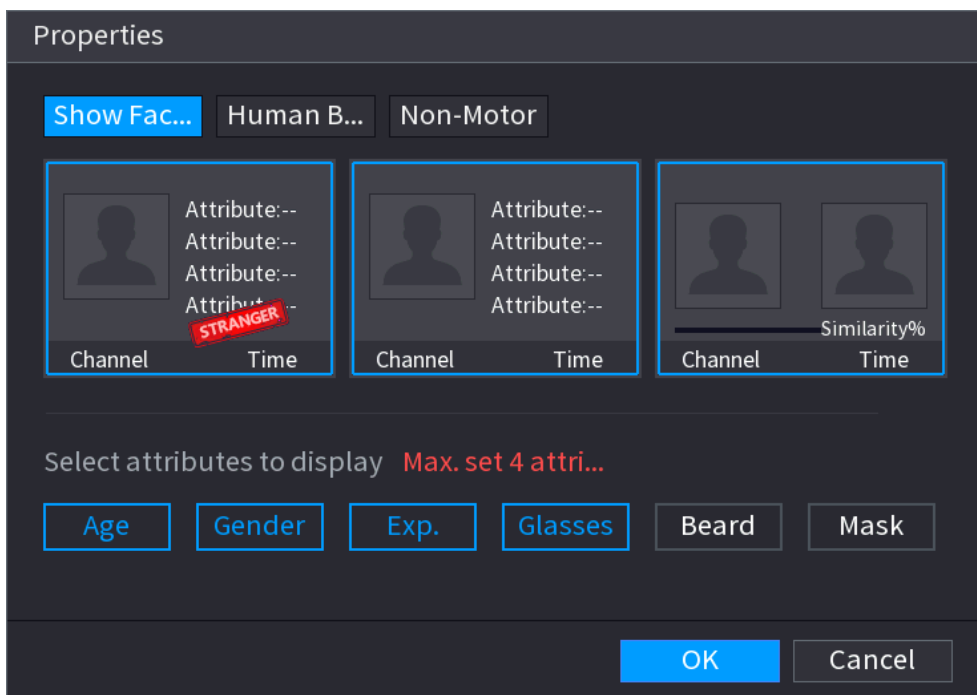 Properties
Show Fac... Human B... Non-Motor
Attribute:-- Attribute:--
Attribute:-- Attribute:--
Attribute:-- Attribute:--
Attribut Attribute:--
STRANGER
Similarity%
Channel Time Channel Time Channel Time
Select attributes to display Max. set 4 attri...
Age Gender Exp. Glasses Beard Mask
OK Cancel